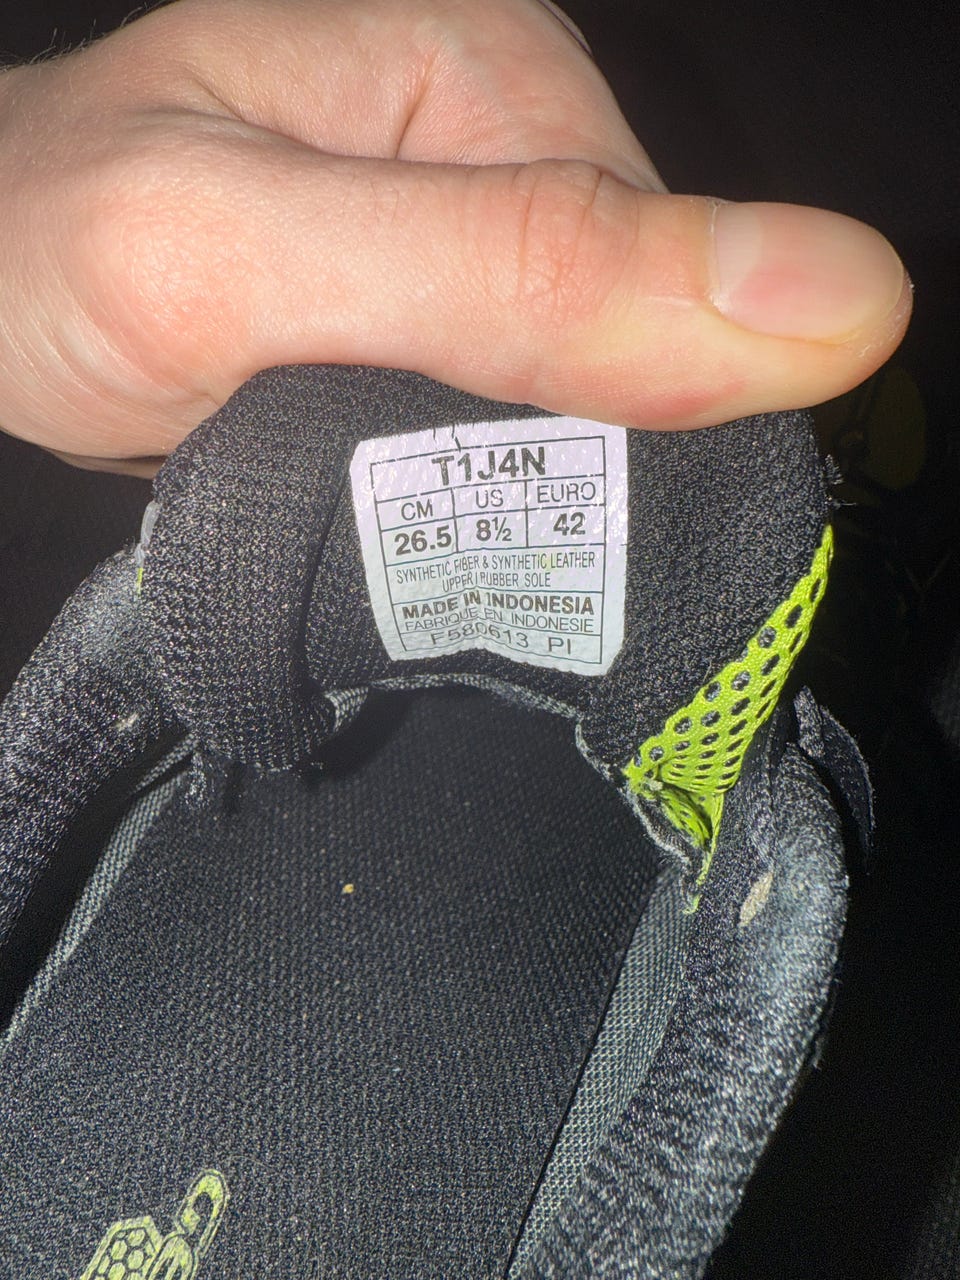 T1J4N
CM US EURO
26.5 8½ 42
SYNTHETIC FIBER & SYNTHETIC LEATHER
UPPER / RUBBER SOLE
MADE IN INDONESIA
FABRIQUE EN INDONESIE
F580613 PI
GEL